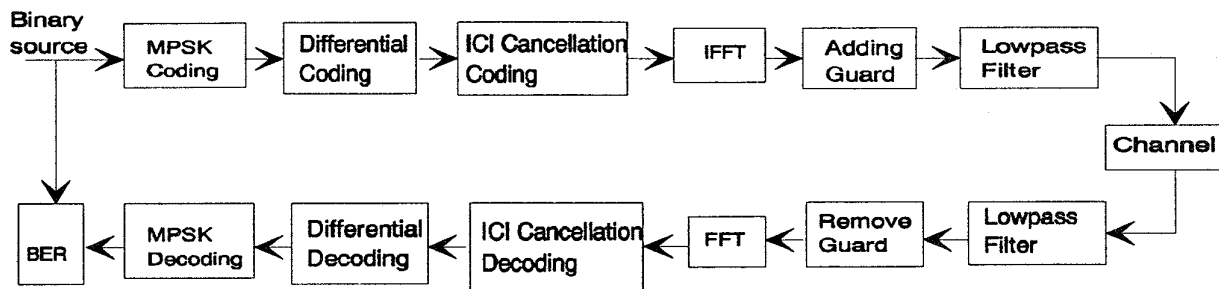 Binary
source
MPSK
Coding
Differential
Coding
ICI Cancellation
Coding
IFFT
Adding
Guard
Lowpass
Filter
Channel
BER
MPSK
Decoding
Differential
Decoding
ICI Cancellation
Decoding
FFT
Remove
Guard
Lowpass
Filter